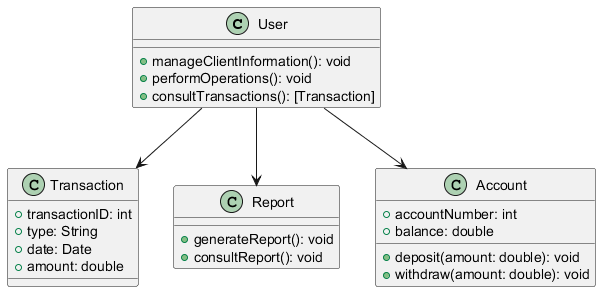 C User
manageClientInformation(): void
performOperations(): void
consultTransactions(): [Transaction]
C Transaction
transactionID: int
type: String
date: Date
amount: double
C Report
generateReport(): void
consultReport(): void
C Account
accountNumber: int
balance: double
deposit(amount: double): void
withdraw(amount: double): void